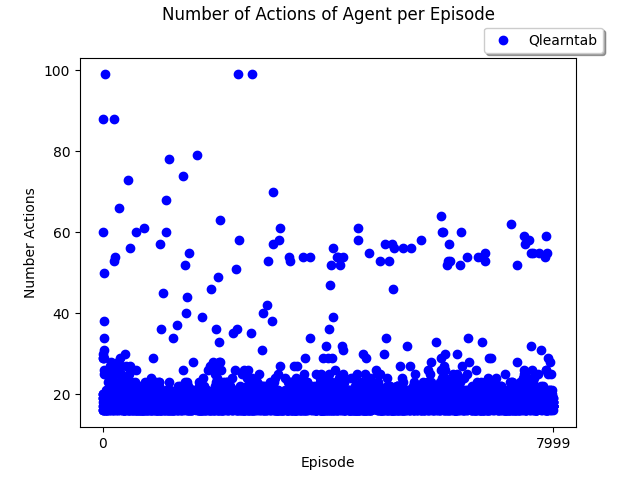 Number of Actions of Agent per Episode
Qlearntab
100
80
60
40
20
Number Actions
0
7999
Episode